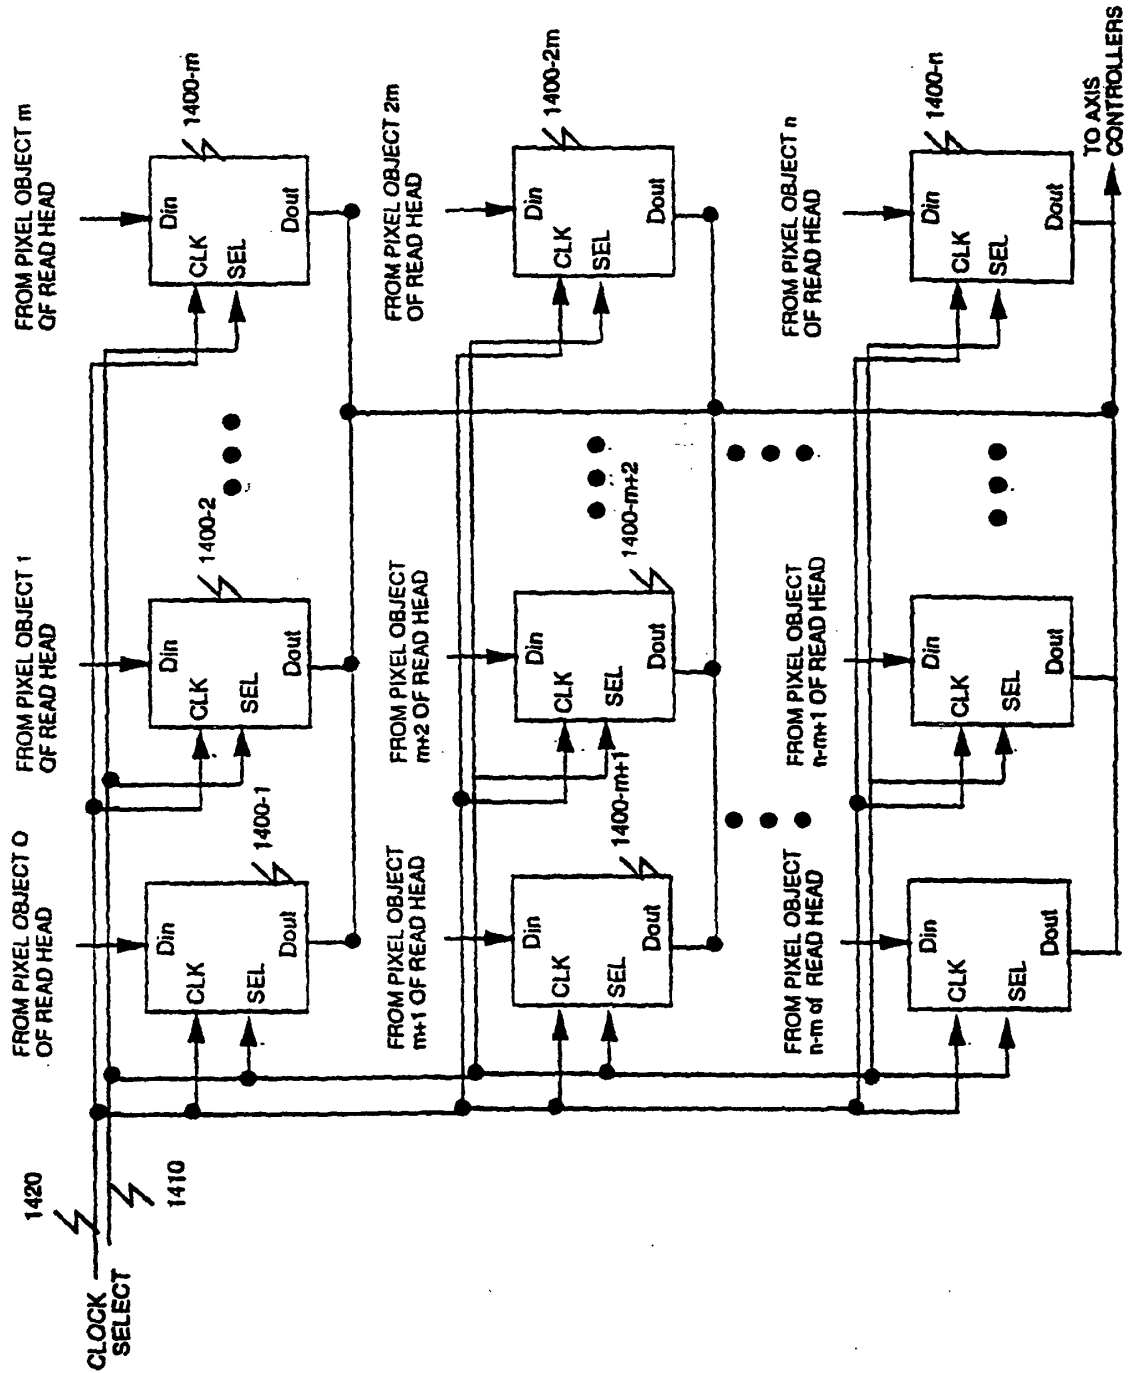 1420
CLOCK
SELECT
1410
FROM PIXEL OBJECT O
OF READ HEAD
Din
CLK
SEL
Dout
1400-1
FROM PIXEL OBJECT 1
OF READ HEAD
Din
CLK
SEL
Dout
1400-2
FROM PIXEL OBJECT m
OF READ HEAD
Din
CLK
SEL
Dout
1400-m
FROM PIXEL OBJECT
m+1 OF READ HEAD
Din
CLK
SEL
Dout
1400-m+1
FROM PIXEL OBJECT
m+2 OF READ HEAD
Din
CLK
SEL
Dout
1400-m+2
FROM PIXEL OBJECT 2m
OF READ HEAD
Din
CLK
SEL
Dout
1400-2m
FROM PIXEL OBJECT
n-m of READ HEAD
Din
CLK
SEL
Dout
FROM PIXEL OBJECT
n-m+1 OF READ HEAD
Din
CLK
SEL
Dout
FROM PIXEL OBJECT n
OF READ HEAD
Din
CLK
SEL
Dout
1400-n
TO AXIS
CONTROLLERS